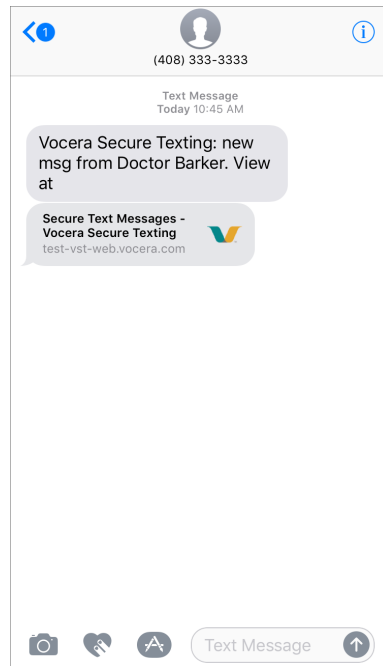 1
(408) 333-3333
Text Message
Today 10:45 AM
Vocera Secure Texting: new
msg from Doctor Barker. View
at
Secure Text Messages -
Vocera Secure Texting
test-vst-web.vocera.com
Text Message